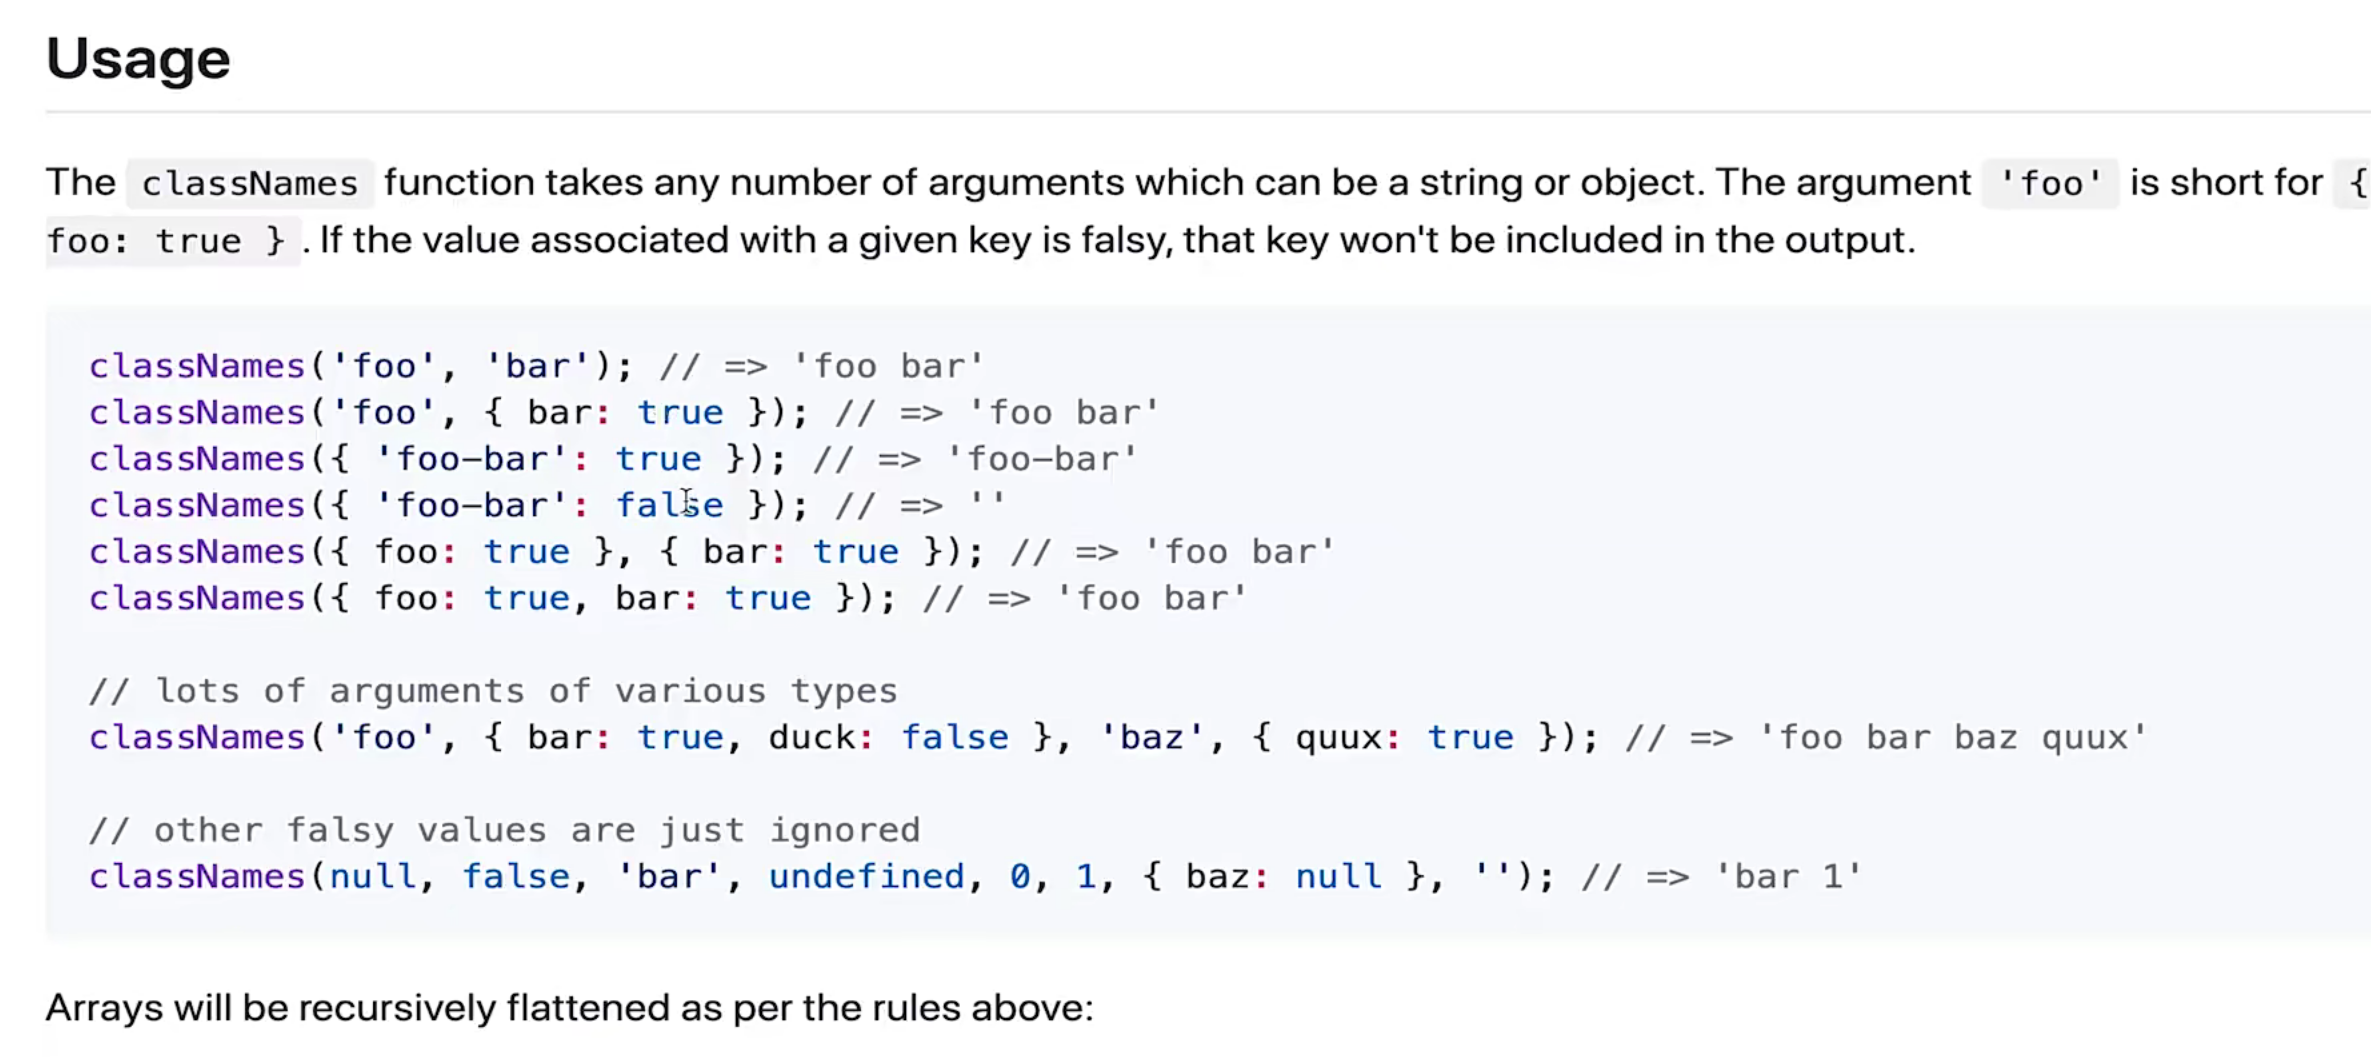 Usage
The classNames function takes any number of arguments which can be a string or object. The argument 'foo' is short for {
foo: true } . If the value associated with a given key is falsy, that key won't be included in the output.
classNames('foo', 'bar'); // => 'foo bar'
classNames('foo', { bar: true }); // => 'foo bar'
classNames({ 'foo-bar': true }); // => 'foo-bar'
classNames({ 'foo-bar': false }); // => ''
classNames({ foo: true }, { bar: true }); // => 'foo bar'
classNames({ foo: true, bar: true }); // => 'foo bar'
// lots of arguments of various types
classNames('foo', { bar: true, duck: false }, 'baz', { quux: true }); // => 'foo bar baz quux'
// other falsy values are just ignored
classNames(null, false, 'bar', undefined, 0, 1, { baz: null }, ''); // => 'bar 1'
Arrays will be recursively flattened as per the rules above: